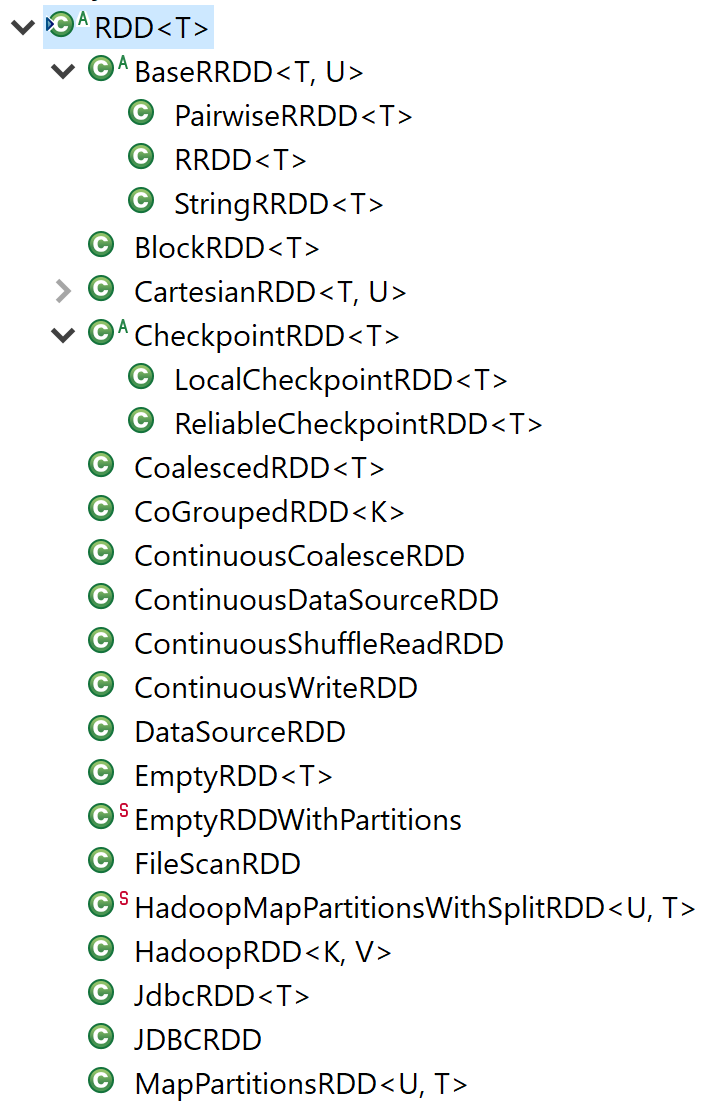 A RDD<T>
A BaseRRDD<T, U>
PairwiseRRDD<T>
RRDD<T>
StringRRDD<T>
BlockRDD<T>
CartesianRDD<T, U>
A CheckpointRDD<T>
LocalCheckpointRDD<T>
ReliableCheckpointRDD<T>
CoalescedRDD<T>
CoGroupedRDD<K>
ContinuousCoalesceRDD
ContinuousDataSourceRDD
ContinuousShuffleReadRDD
ContinuousWriteRDD
DataSourceRDD
EmptyRDD<T>
S EmptyRDDWithPartitions
FileScanRDD
S HadoopMapPartitionsWithSplitRDD<U, T>
HadoopRDD<K, V>
JdbcRDD<T>
JDBCRDD
MapPartitionsRDD<U, T>